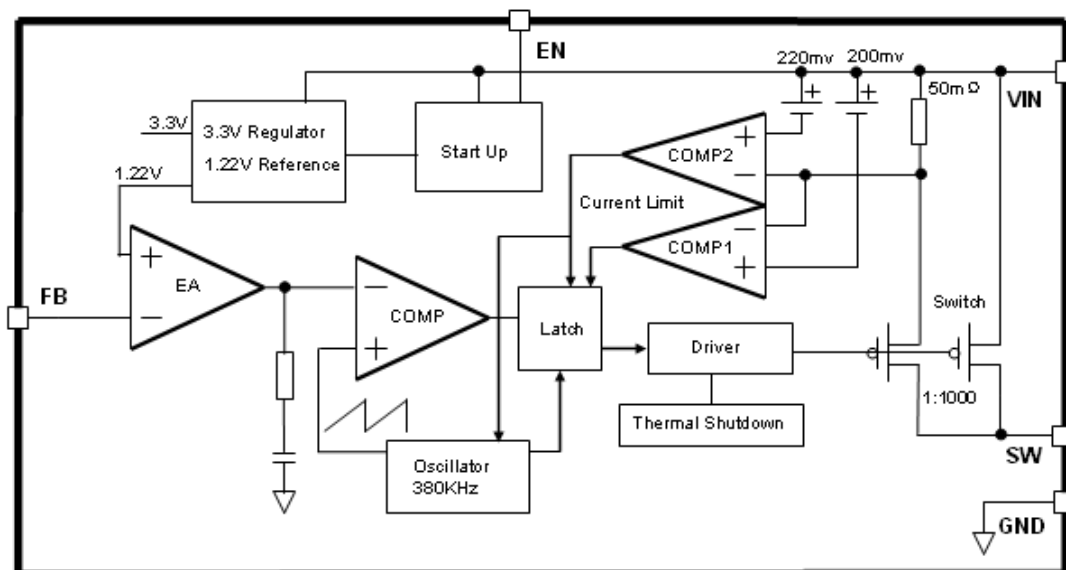 EN
220mv
200mv
50mΩ
VIN
3.3V
3.3V Regulator
1.22V Reference
Start Up
1.22V
+
+
+
−
COMP2
Current Limit
−
+
COMP1
FB
+
−
EA
−
+
COMP
Latch
Driver
Switch
1:1000
Thermal Shutdown
Oscillator
380KHz
SW
GND